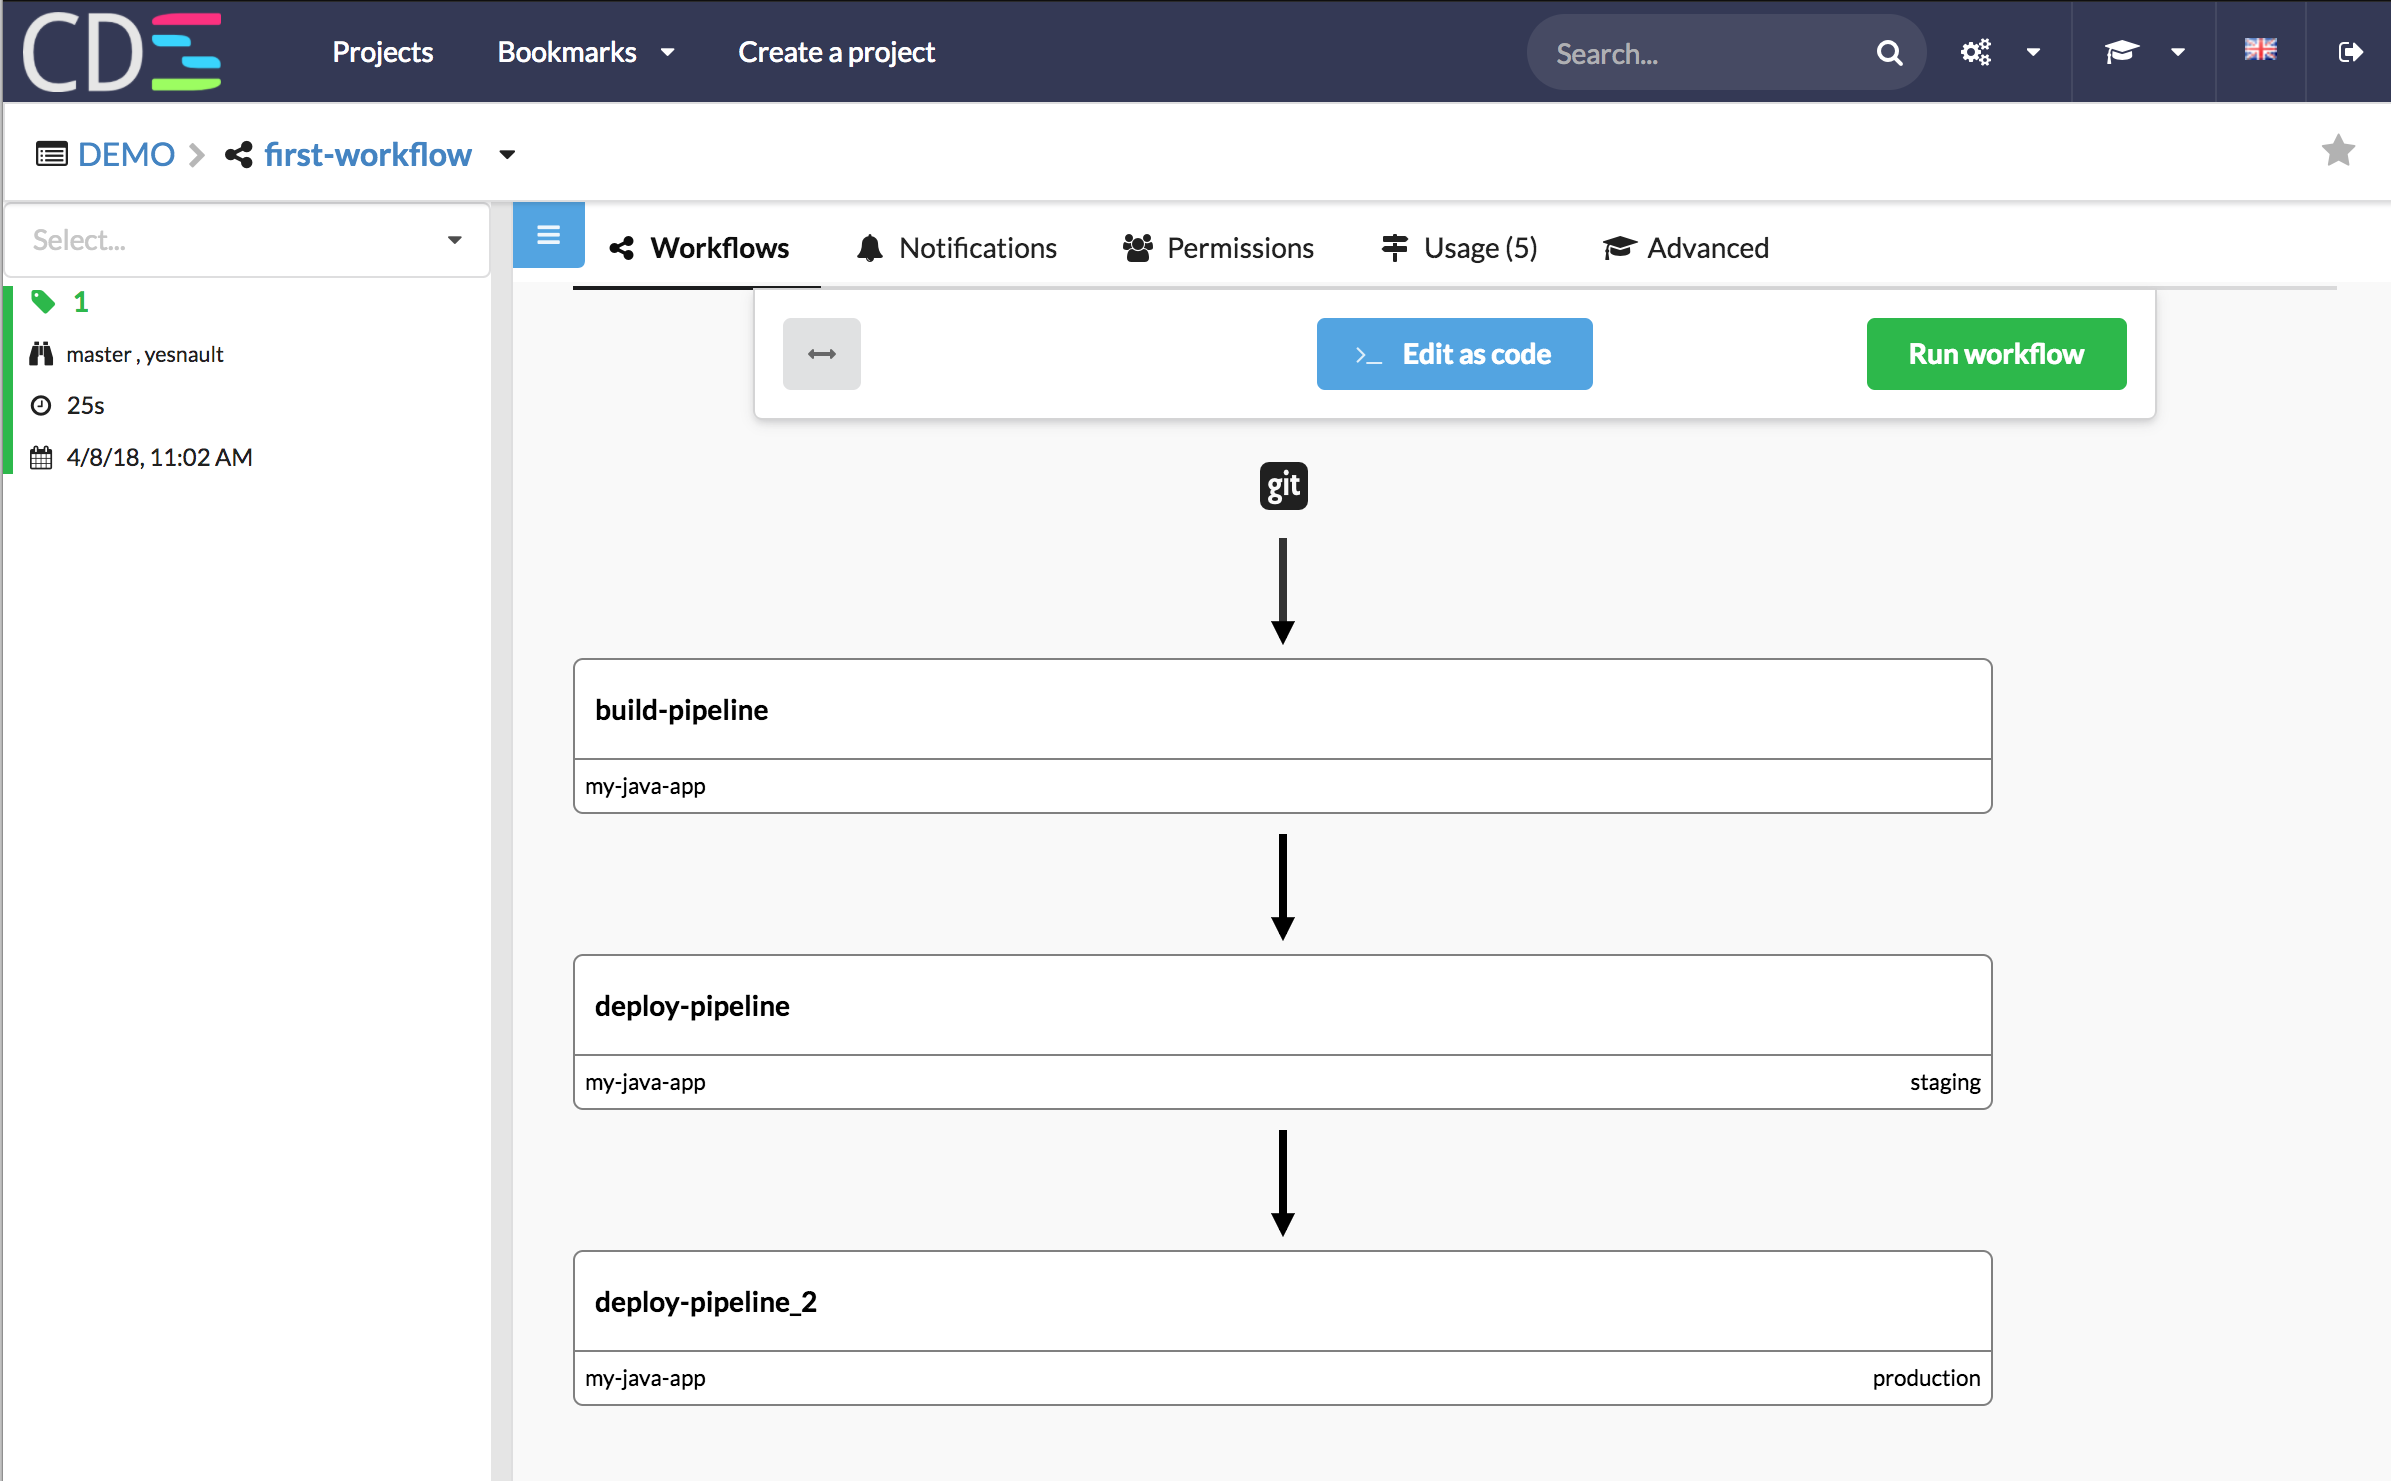 CDE Projects Bookmarks Create a project Search...
DEMO first-workflow
Select...
Workflows Notifications Permissions Usage (5) Advanced
1
master , yesnault
25s
4/8/18, 11:02 AM
>_ Edit as code Run workflow
git
build-pipeline
my-java-app
deploy-pipeline
my-java-app staging
deploy-pipeline_2
my-java-app production